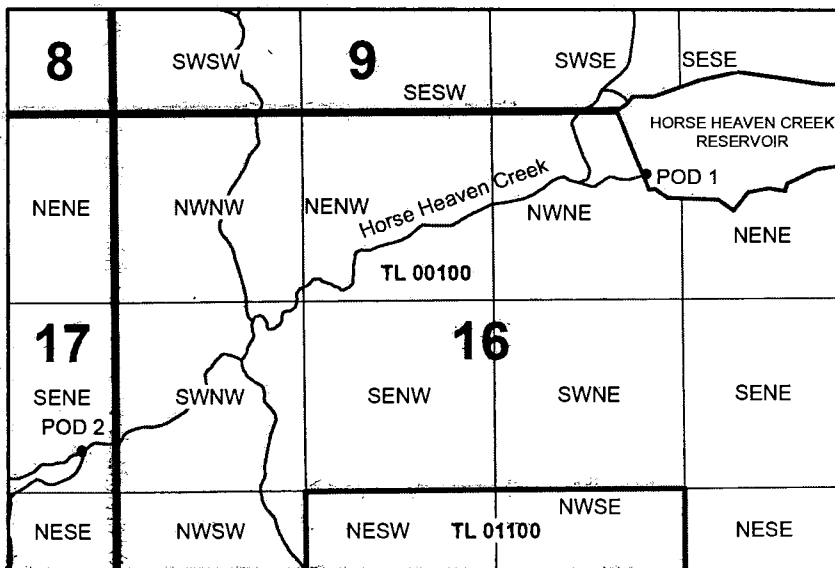 8
SWSW
9
SWSE
SESE
SESW
HORSE HEAVEN CREEK
RESERVOIR
POD 1
NENE
NWNW
NENW
Horse Heaven Creek
NWNE
NENE
TL 00100
17
16
SENE
SWNW
SENW
SWNE
SENE
POD 2
NESE
NWSW
NESW
TL 01100
NWSE
NESE